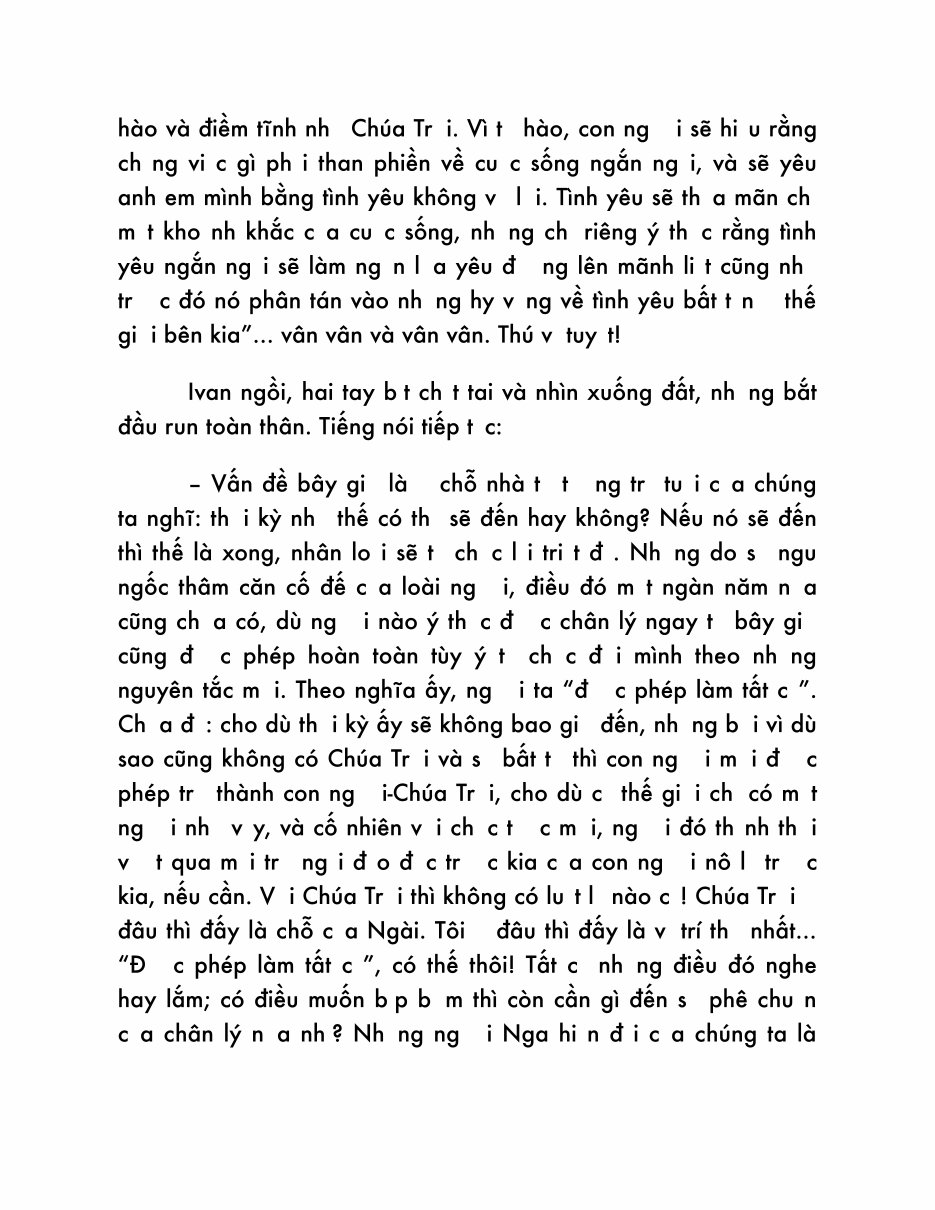 hào và điềm tĩnh nh Chúa Tr i. Vì t hào, con ng i sẽ hi u rằng
ch ng vi c gì ph i than phiền về cu c sống ngắn ng i, và sẽ yêu
anh em mình bằng tình yêu không v l i. Tình yêu sẽ th a mãn ch
m t kho nh khắc c a cu c sống, nh ng ch riêng ý th c rằng tình
yêu ngắn ng i sẽ làm ng n l a yêu đ ng lên mãnh li t cũng nh
tr c đó nó phân tán vào nh ng hy v ng về tình yêu bất t n thế
gi i bên kia”... vân vân và vân vân. Thú v tuy t!
Ivan ngồi, hai tay b t ch t tai và nhìn xuống đất, nh ng bắt
đầu run toàn thân. Tiếng nói tiếp t c:
– Vấn đề bây gi là chỗ nhà t t ng tr tu i c a chúng
ta nghĩ: th i kỳ nh thế có th sẽ đến hay không? Nếu nó sẽ đến
thì thế là xong, nhân lo i sẽ t ch c l i tri t đ . Nh ng do s ngu
ngốc thâm căn cố đế c a loài ng i, điều đó m t ngàn năm n a
cũng ch a có, dù ng i nào ý th c đ c chân lý ngay t bây gi
cũng đ c phép hoàn toàn tùy ý t ch c đ i mình theo nh ng
nguyên tắc m i. Theo nghĩa ấy, ng i ta “đ c phép làm tất c ”.
Ch a đ : cho dù th i kỳ ấy sẽ không bao gi đến, nh ng b i vì dù
sao cũng không có Chúa Tr i và s bất t thì con ng i m i đ c
phép tr thành con ng i-Chúa Tr i, cho dù c thế gi i ch có m t
ng i nh v y, và cố nhiên v i ch c t c m i, ng i đó th nh th i
v t qua m i tr ng i đ o đ c tr c kia c a con ng i nô l tr c
kia, nếu cần. V i Chúa Tr i thì không có lu t l nào c ! Chúa Tr i
đâu thì đấy là chỗ c a Ngài. Tôi đâu thì đấy là v trí th nhất...
“Đ c phép làm tất c ”, có thế thôi! Tất c nh ng điều đó nghe
hay lắm; có điều muốn b p b m thì còn cần gì đến s phê chu n
c a chân lý n a nh ? Nh ng ng i Nga hi n đ i c a chúng ta là